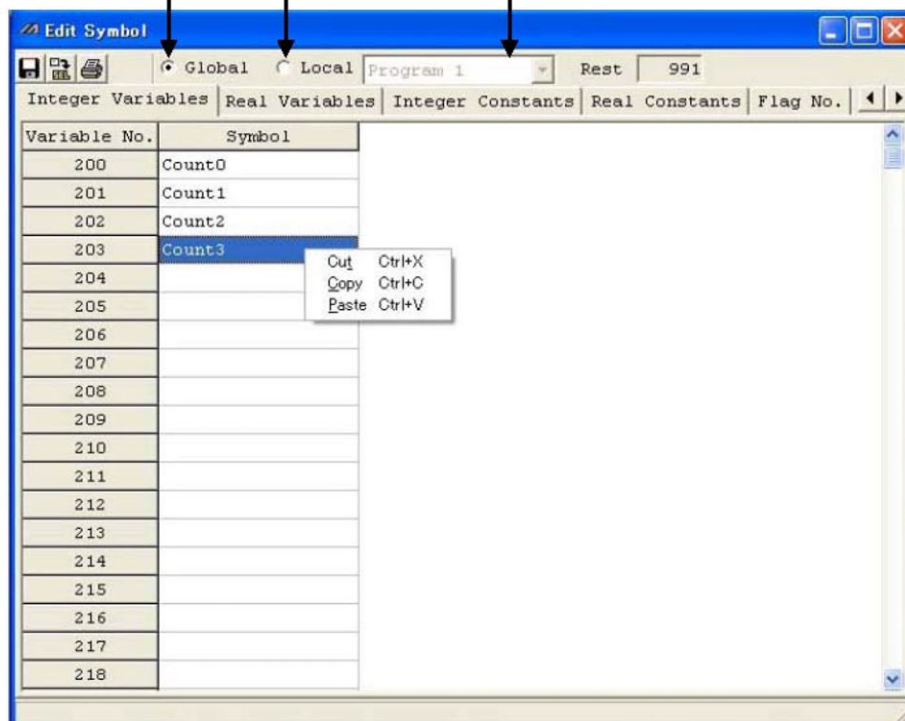 Edit Symbol
SEL Global Local Program 1 Rest 991
Integer Variables Real Variables Integer Constants Real Constants Flag No.
Variable No. Symbol
200 Count0
201 Count1
202 Count2
203 Count3
Cut Ctrl+X
204
Copy Ctrl+C
205
Paste Ctrl+V
206
207
208
209
210
211
212
213
214
215
216
217
218